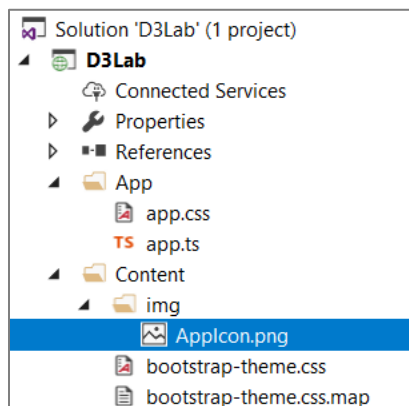 Solution 'D3Lab' (1 project)
D3Lab
Connected Services
Properties
References
App
app.css
TS app.ts
Content
img
AppIcon.png
bootstrap-theme.css
bootstrap-theme.css.map